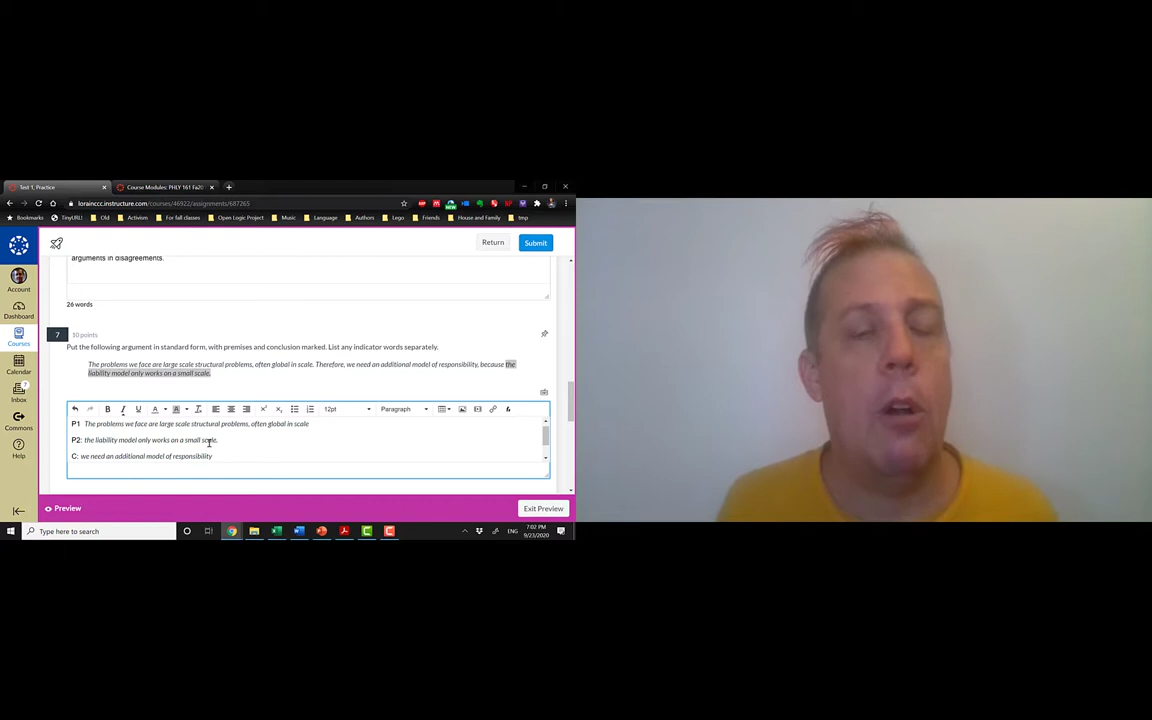 Test 1, Practice
Course Modules: PHLY 161 Fa20
lorainccc.instructure.com/courses/46922/assignments/687265
Bookmarks TinyURL! Old Activism For fall classes Open Logic Project Music Language Authors Lego Friends House and Family tmp
Return Submit
Account
Dashboard
Courses
Calendar
7
Inbox
Commons
Help
arguments in disagreements.
26 words
7 10 points
Put the following argument in standard form, with premises and conclusion marked. List any indicator words separately.
The problems we face are large scale structural problems, often global in scale. Therefore, we need an additional model of responsibility, because the
liability model only works on a small scale.
B I U A A 12pt Paragraph
P1 The problems we face are large scale structural problems, often global in scale
P2: the liability model only works on a small scale.
C: we need an additional model of responsibility
Preview Exit Preview
Type here to search
ENG
7:02 PM
9/23/2020